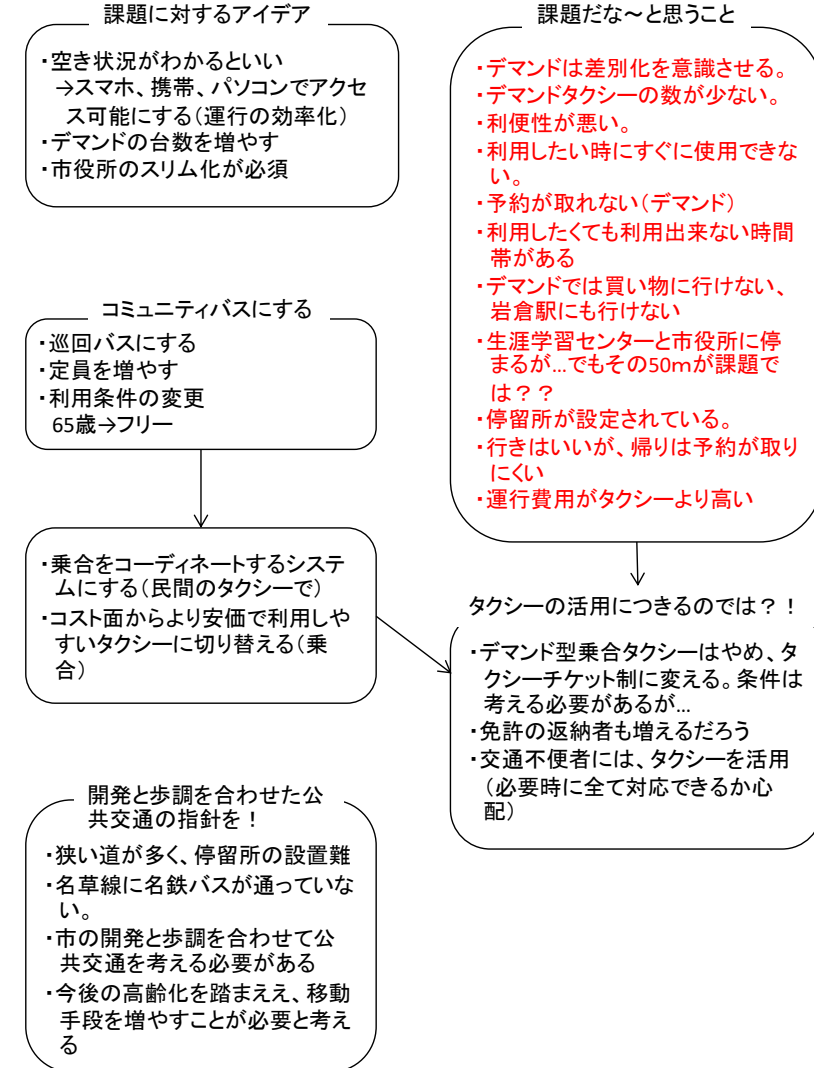 課題に対するアイデア
・空き状況がわかるといい
→スマホ、携帯、パソコンでアクセ
ス可能にする(運行の効率化)
・デマンドの台数を増やす
・市役所のスリム化が必須
コミュニティバスにする
・巡回バスにする
・定員を増やす
・利用条件の変更
65歳→フリー
・乗合をコーディネートするシステ
ムにする(民間のタクシーで)
・コスト面からより安価で利用しや
すいタクシーに切り替える(乗
合)
開発と歩調を合わせた公
共交通の指針を!
・狭い道が多く、停留所の設置難
・名草線に名鉄バスが通っていな
い。
・市の開発と歩調を合わせて公
共交通を考える必要がある
・今後の高齢化を踏まええ、移動
手段を増やすことが必要と考え
る
課題だな~と思うこと
・デマンドは差別化を意識させる。
・デマンドタクシーの数が少ない。
・利便性が悪い。
・利用したい時にすぐに使用できな
い。
・予約が取れない(デマンド)
・利用したくても利用出来ない時間
帯がある
・デマンドでは買い物に行けない、
岩倉駅にも行けない
・生涯学習センターと市役所に停
まるが…でもその50mが課題で
は??
・停留所が設定されている。
・行きはいいが、帰りは予約が取り
にくい
・運行費用がタクシーより高い
タクシーの活用につきるのでは?!
・デマンド型乗合タクシーはやめ、タ
クシーチケット制に変える。条件は
考える必要があるが…
・免許の返納者も増えるだろう
・交通不便者には、タクシーを活用
(必要時に全て対応できるか心
配)